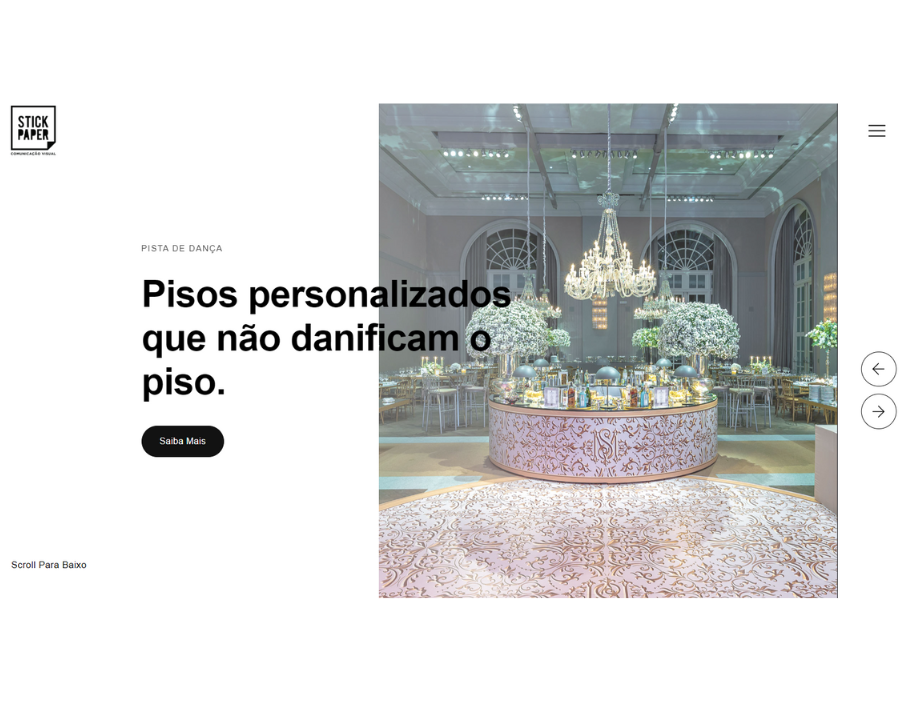 STICK
PAPER
COMUNICAÇÃO VISUAL
PISTA DE DANÇA
Pisos personalizados
que não danificam o
piso.
Saiba Mais
Scroll Para Baixo